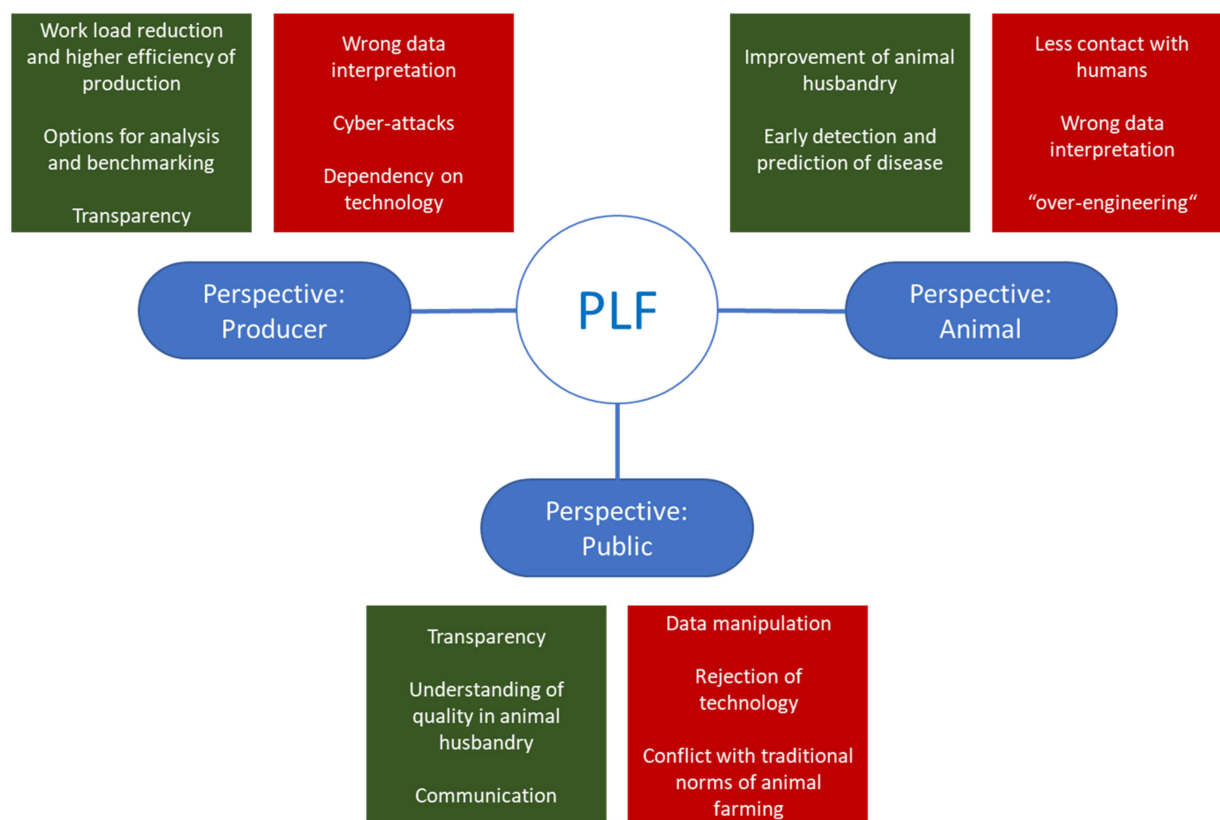 Work load reduction
and higher efficiency of
production
Options for analysis
and benchmarking
Transparency
Wrong data
interpretation
Cyber-attacks
Dependency on
technology
Improvement of animal
husbandry
Early detection and
prediction of disease
Less contact with
humans
Wrong data
interpretation
“over-engineering“
Perspective:
Producer
PLF
Perspective:
Animal
Perspective:
Public
Transparency
Understanding of
quality in animal
husbandry
Communication
Data manipulation
Rejection of
technology
Conflict with traditional
norms of animal
farming